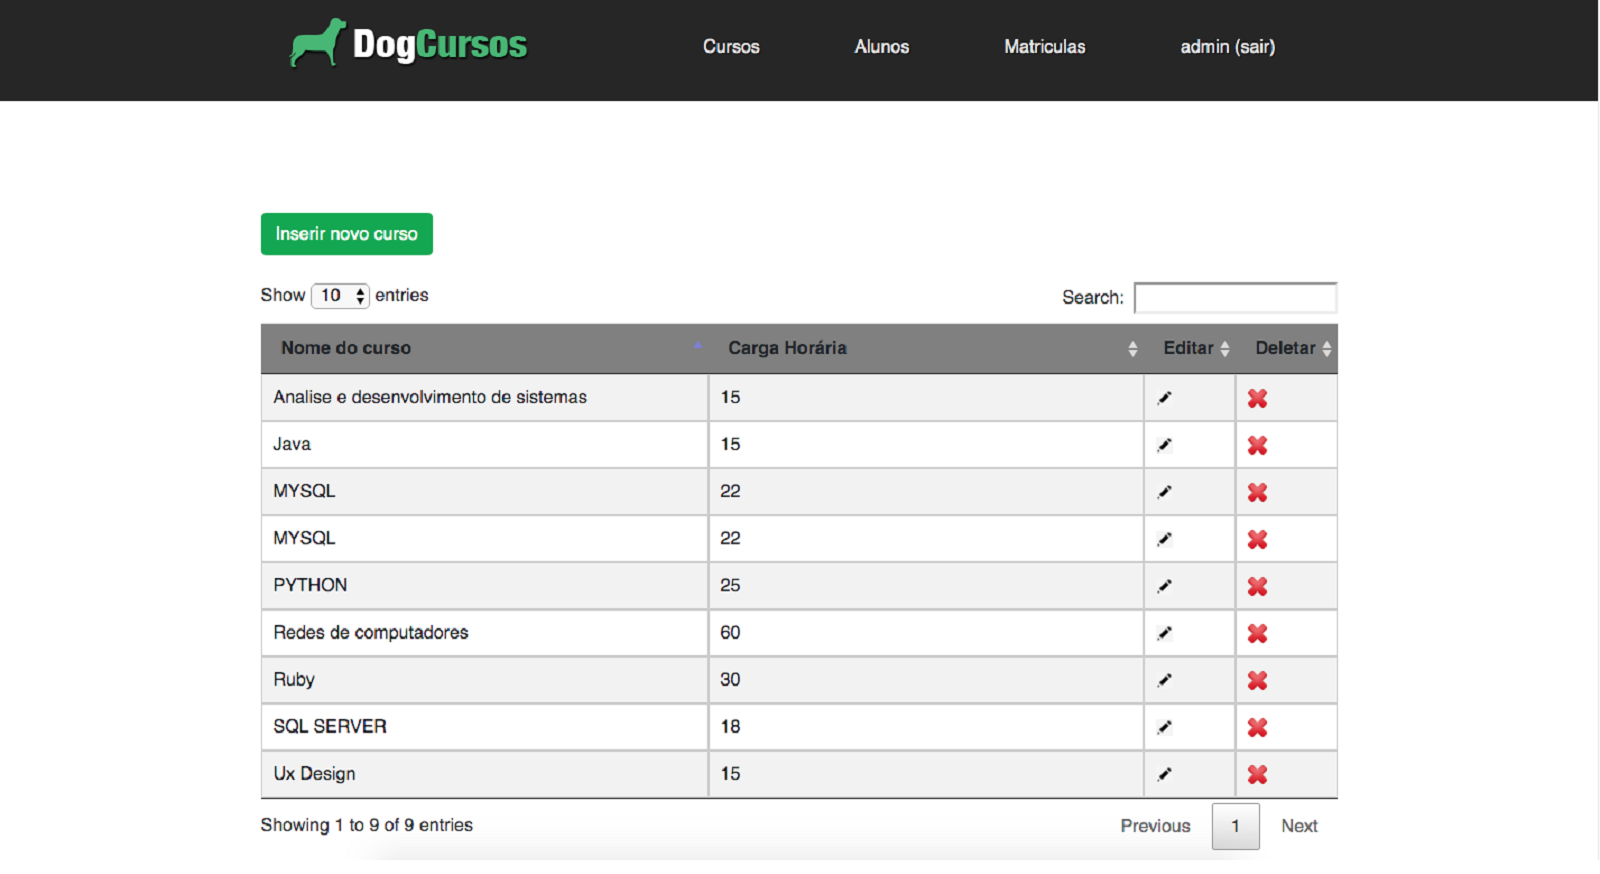 DogCursos Cursos Alunos Matriculas admin (sair)
Inserir novo curso
Show 10 entries Search:
Nome do curso Carga Horária Editar Deletar
Analise e desenvolvimento de sistemas 15
Java 15
MYSQL 22
MYSQL 22
PYTHON 25
Redes de computadores 60
Ruby 30
SQL SERVER 18
Ux Design 15
Showing 1 to 9 of 9 entries Previous 1 Next